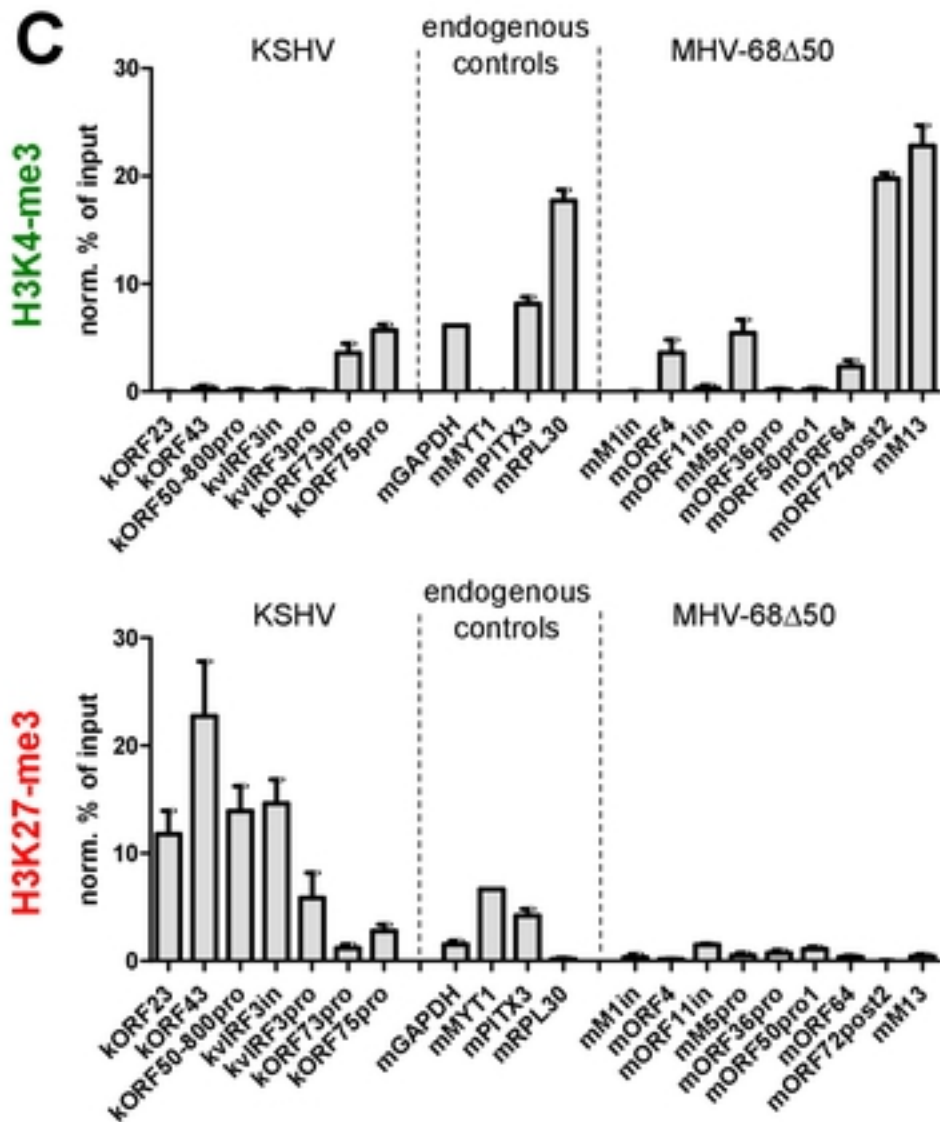 C
KSHV
endogenous
controls
MHV-68Δ50
H3K4-me3
norm. % of input
30
20
10
0
kORF23
kORF43
kORF50-800pro
kvIRF3in
kvIRF3pro
kORF73pro
kORF75pro
mGAPDH
mMYT1
mPITX3
mRPL30
mM1in
mORF4
mORF11in
mM5pro
mORF36pro
mORF50pro1
mORF64
mORF72post2
mM13
KSHV
endogenous
controls
MHV-68Δ50
H3K27-me3
norm. % of input
30
20
10
0
kORF23
kORF43
kORF50-800pro
kvIRF3in
kvIRF3pro
kORF73pro
kORF75pro
mGAPDH
mMYT1
mPITX3
mRPL30
mM1in
mORF4
mORF11in
mM5pro
mORF36pro
mORF50pro1
mORF64
mORF72post2
mM13